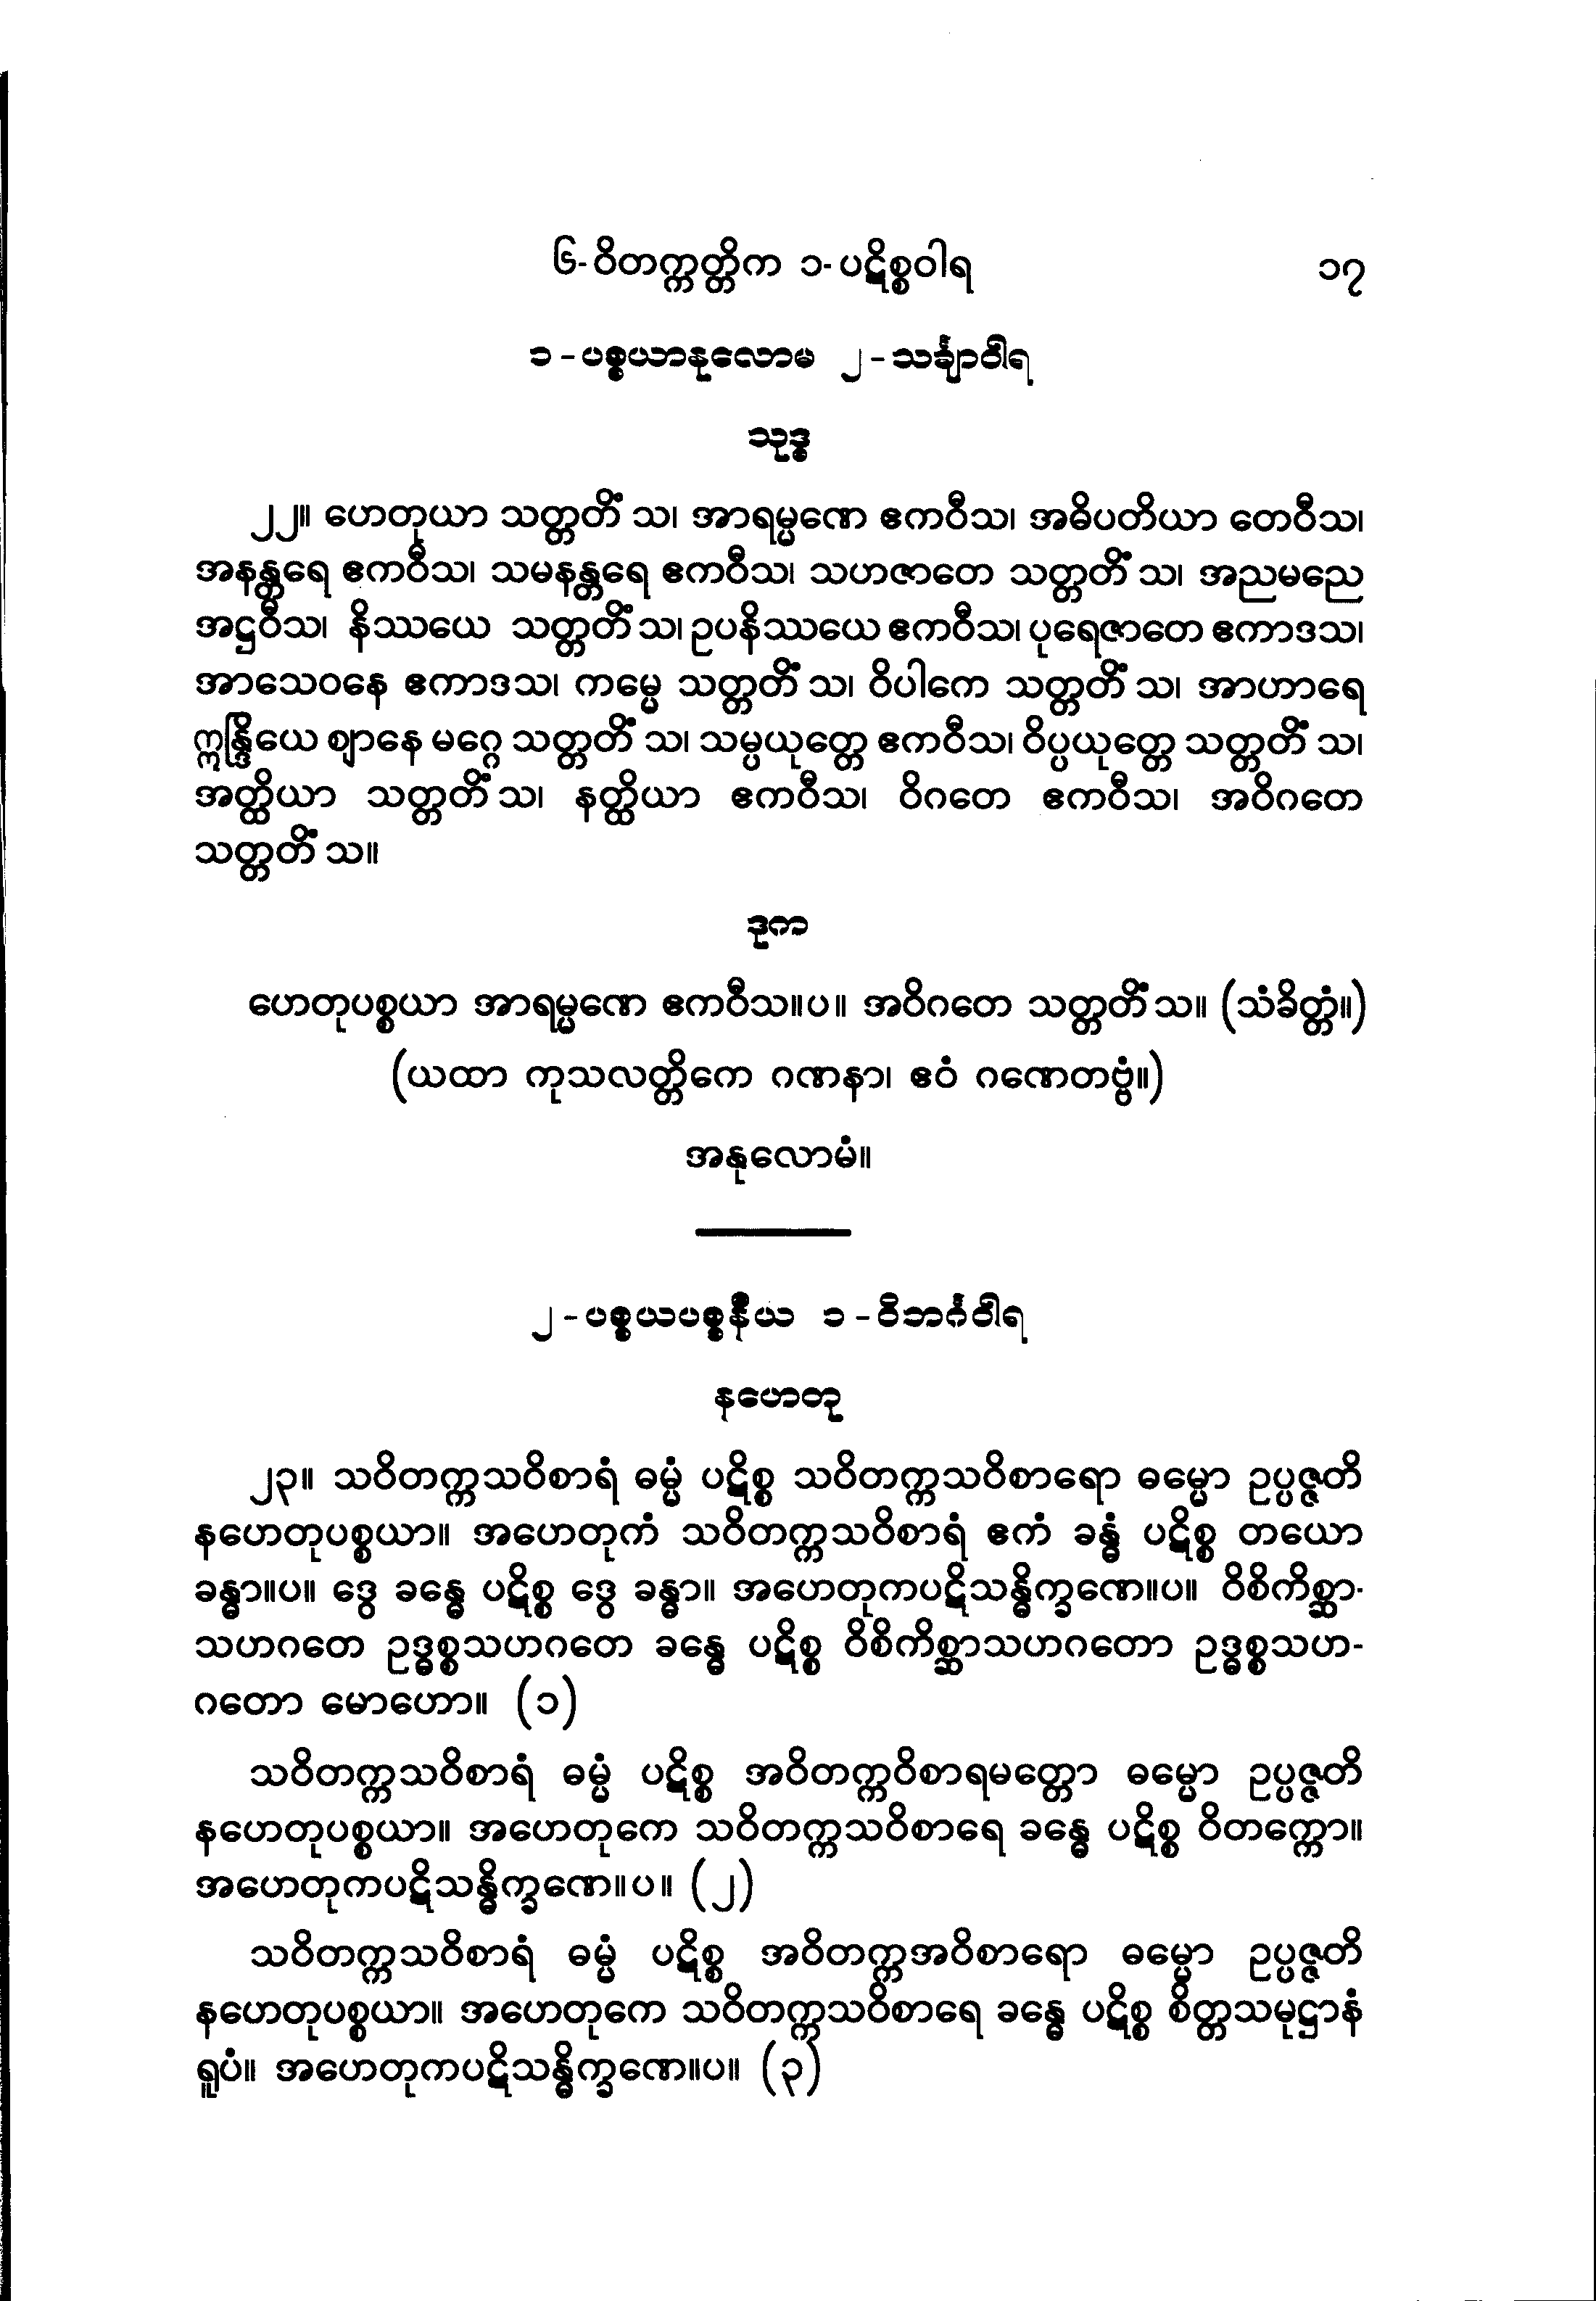 ၆-ဝိတက္ကတ္တိက ၁-ပဋိစ္စဝါရ ၁၇
၁-ပစ္စယာနုလောမ ၂-သင်္ချာဝါရ
သုဒ္ဓ
၂၂။ ဟေတုယာ သတ္တတိံ သ၊ အာရမ္မဏေ ဧကဝီသ၊ အဓိပတိယာ တေဝီသ၊
အနန္တရေ ဧကဝီသ၊ သမနန္တရေ ဧကဝီသ၊ သဟဇာတေ သတ္တတိံ သ၊ အညမညေ
အဋ္ဌဝီသ၊ နိဿယေ သတ္တတိံ သ၊ ဥပနိဿယေ ဧကဝီသ၊ ပုရေဇာတေ ဧကာဒသ၊
အာသေဝနေ ဧကာဒသ၊ ကမ္မေ သတ္တတိံ သ၊ ဝိပါကေ သတ္တတိံ သ၊ အာဟာရေ
ဣန္ဒြိယေ ဈာနေ မဂ္ဂေ သတ္တတိံ သ၊ သမ္ပယုတ္တေ ဧကဝီသ၊ ဝိပ္ပယုတ္တေ သတ္တတိံ သ၊
အတ္ထိယာ သတ္တတိံ သ၊ နတ္ထိယာ ဧကဝီသ၊ ဝိဂတေ ဧကဝီသ၊ အဝိဂတေ
သတ္တတိံ သ။
ဒုက
ဟေတုပစ္စယာ အာရမ္မဏေ ဧကဝီသ။ပ။ အဝိဂတေ သတ္တတိံ သ။ (သံခိတ္တံ။)
(ယထာ ကုသလတ္တိကေ ဂဏနာ၊ ဧဝံ ဂဏေတဗ္ဗံ။)
အနုလောမံ။
၂-ပစ္စယပစ္စနီယ ၁-ဝိဘင်္ဂဝါရ
နဟေတု
၂၃။ သဝိတက္ကသဝိစာရံ ဓမ္မံ ပဋိစ္စ သဝိတက္ကသဝိစာရော ဓမ္မော ဥပ္ပဇ္ဇတိ
နဟေတုပစ္စယာ။ အဟေတုကံ သဝိတက္ကသဝိစာရံ ဧကံ ခန္ဓံ ပဋိစ္စ တယော
ခန္ဓာ။ပ။ ဒွေ ခန္ဓေ ပဋိစ္စ ဒွေ ခန္ဓာ။ အဟေတုကပဋိသန္ဓိက္ခဏေ။ပ။ ဝိစိကိစ္ဆာ-
သဟဂတေ ဥဒ္ဓစ္စသဟဂတေ ခန္ဓေ ပဋိစ္စ ဝိစိကိစ္ဆာသဟဂတော ဥဒ္ဓစ္စသဟ-
ဂတော မောဟော။ (၁)
သဝိတက္ကသဝိစာရံ ဓမ္မံ ပဋိစ္စ အဝိတက္ကဝိစာရမတ္တော ဓမ္မော ဥပ္ပဇ္ဇတိ
နဟေတုပစ္စယာ။ အဟေတုကေ သဝိတက္ကသဝိစာရေ ခန္ဓေ ပဋိစ္စ ဝိတက္ကော။
အဟေတုကပဋိသန္ဓိက္ခဏေ။ပ။ (၂)
သဝိတက္ကသဝိစာရံ ဓမ္မံ ပဋိစ္စ အဝိတက္ကအဝိစာရော ဓမ္မော ဥပ္ပဇ္ဇတိ
နဟေတုပစ္စယာ။ အဟေတုကေ သဝိတက္ကသဝိစာရေ ခန္ဓေ ပဋိစ္စ စိတ္တသမုဋ္ဌာနံ
ရူပံ။ အဟေတုကပဋိသန္ဓိက္ခဏေ။ပ။ (၃)